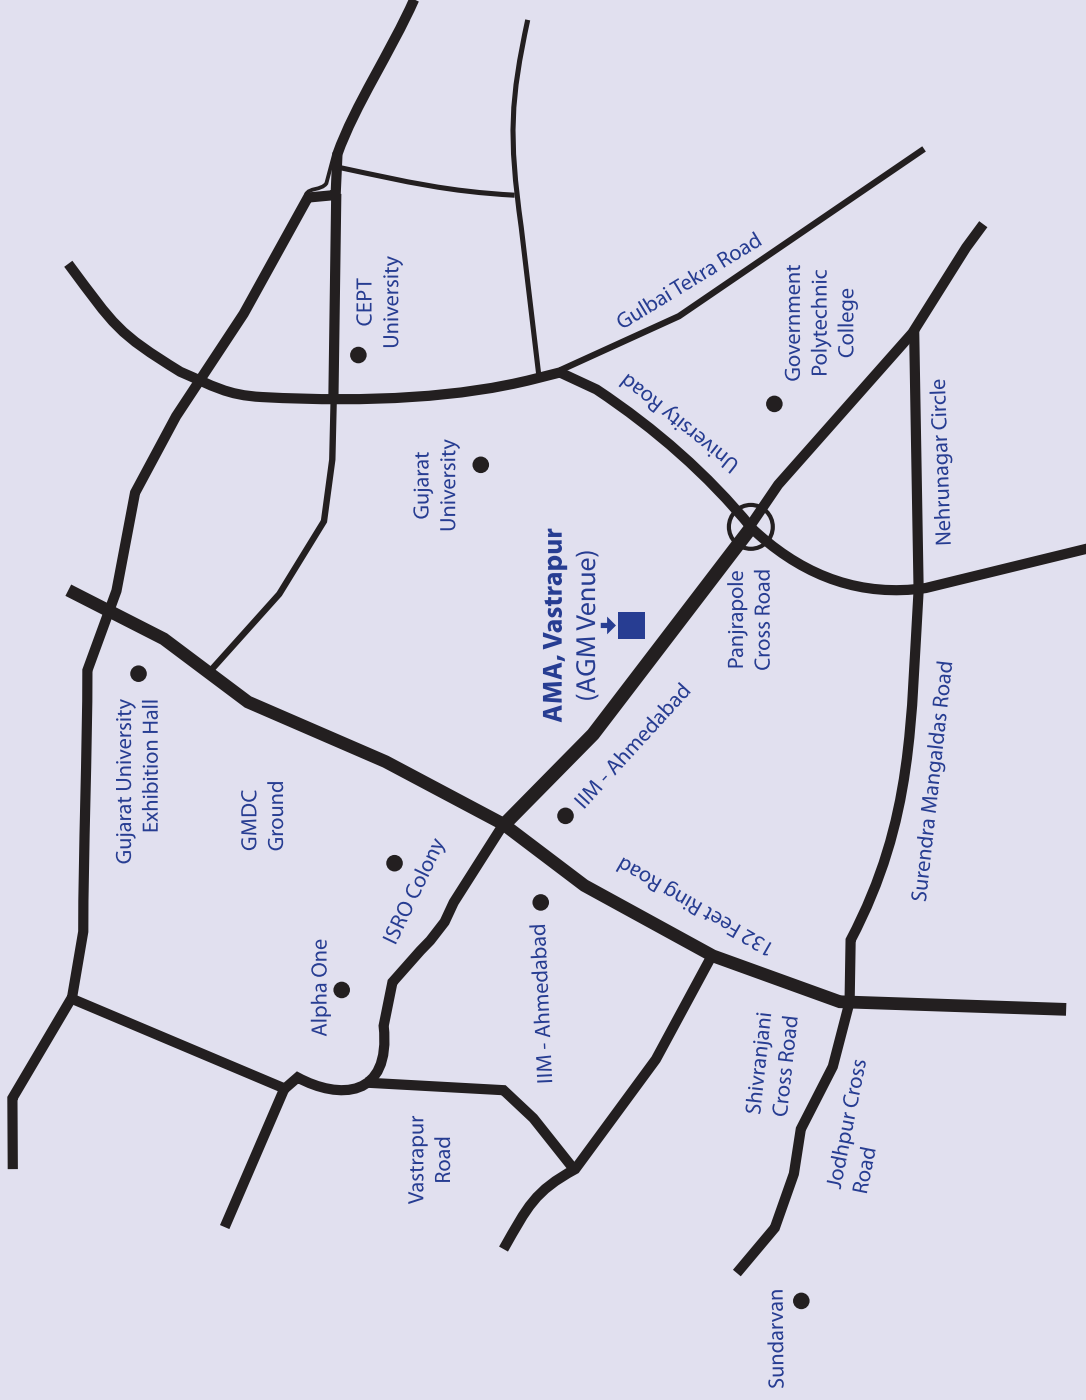 CEPT
University
Gulbai Tekra Road
Government
Polytechnic
College
University Road
Nehrunagar Circle
Gujarat
University
AMA, Vastrapur
(AGM Venue)
Panjrapole
Cross Road
IIM - Ahmedabad
Surendra Mangaldas Road
Gujarat University
Exhibition Hall
GMDC
Ground
ISRO Colony
132 Feet Ring Road
Alpha One
IIM - Ahmedabad
Shivranjani
Cross Road
Jodhpur Cross
Road
Vastrapur
Road
Sundarvan